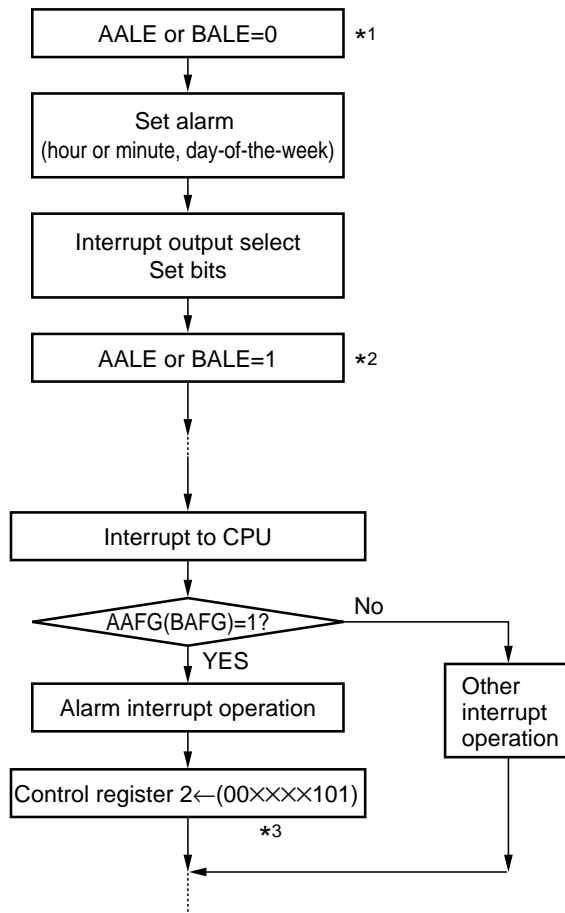 AALE or BALE=0
*1
Set alarm
(hour or minute, day-of-the-week)
Interrupt output select
Set bits
AALE or BALE=1
*2
Interrupt to CPU
AAFG(BAFG)=1?
No
YES
Other
interrupt
operation
Alarm interrupt operation
Control register 2←(00××××101)
*3